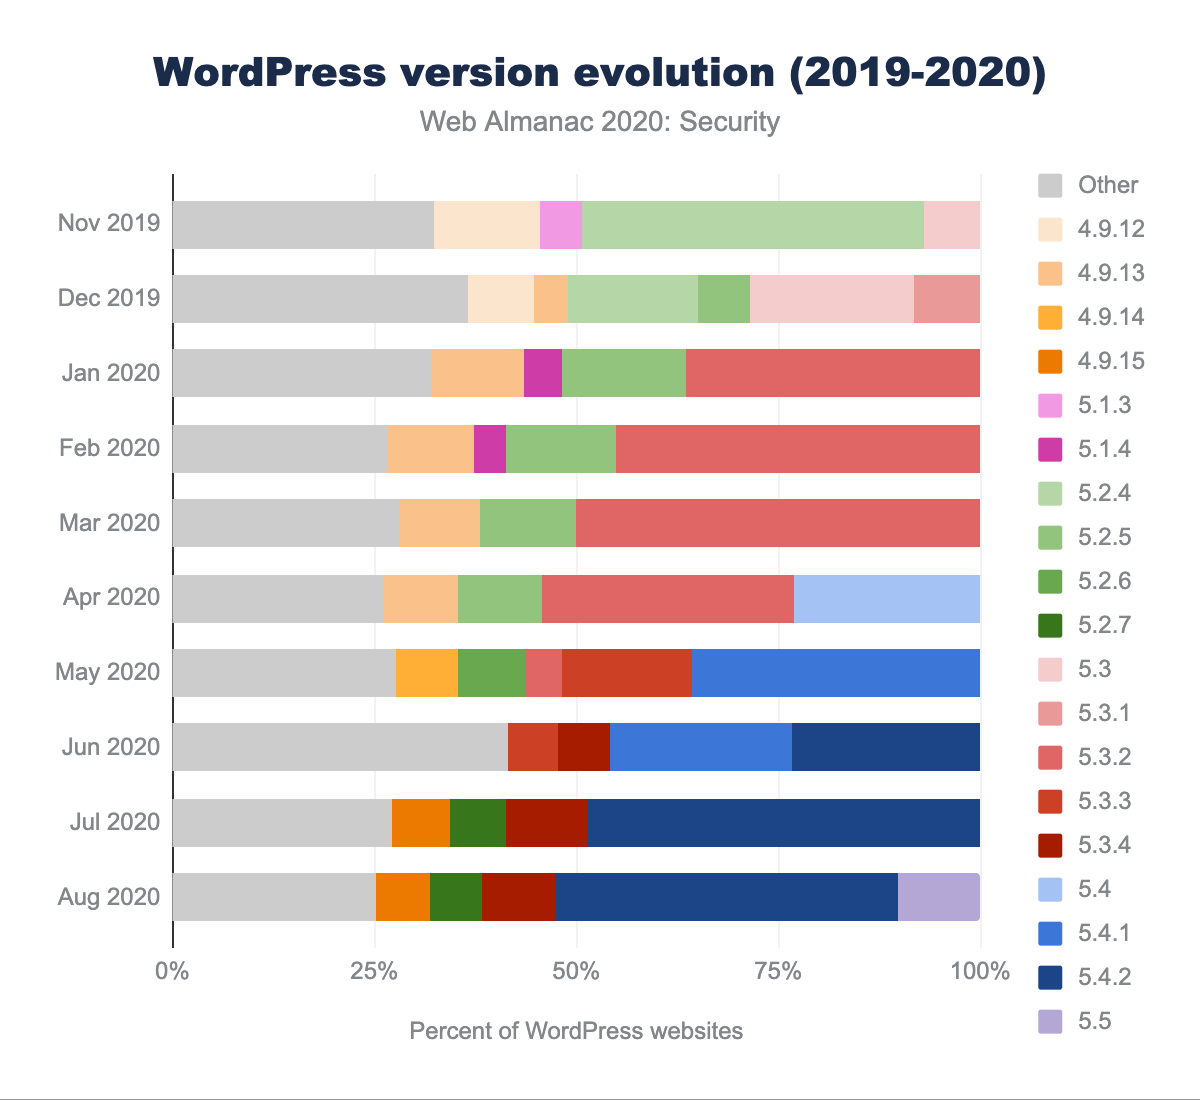 WordPress version evolution (2019-2020)
Web Almanac 2020: Security
Nov 2019
Dec 2019
Jan 2020
Feb 2020
Mar 2020
Apr 2020
May 2020
Jun 2020
Jul 2020
Aug 2020
0% 25% 50% 75% 100%
Percent of WordPress websites
Other
4.9.12
4.9.13
4.9.14
4.9.15
5.1.3
5.1.4
5.2.4
5.2.5
5.2.6
5.2.7
5.3
5.3.1
5.3.2
5.3.3
5.3.4
5.4
5.4.1
5.4.2
5.5